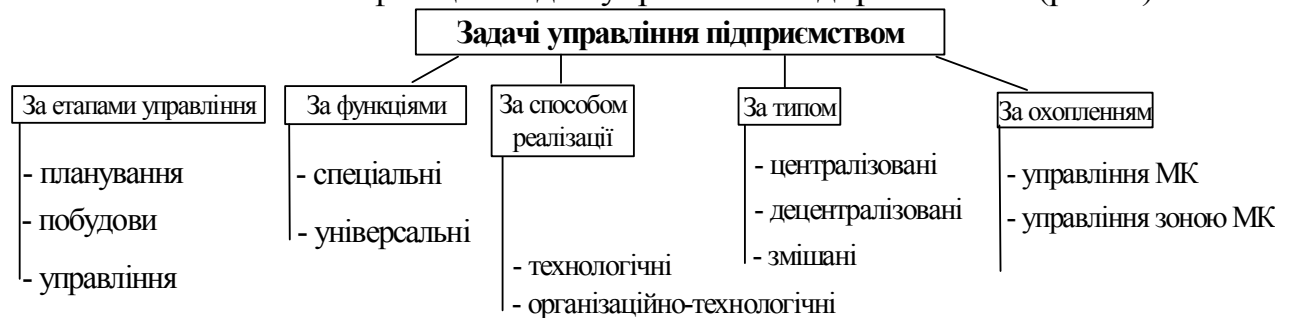 Задачі управління підприємством
За етапами управління
- планування
- побудови
- управління
За функціями
- спеціальні
- універсальні
За способом
реалізації
- технологічні
- організаційно-технологічні
За типом
- централізовані
- децентралізовані
- змішані
За охопленням
- управління МК
- управління зоною МК